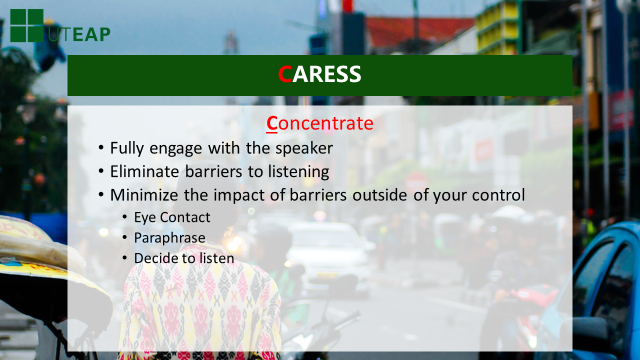 UTEAP
CARESS
Concentrate
• Fully engage with the speaker
• Eliminate barriers to listening
• Minimize the impact of barriers outside of your control
• Eye Contact
• Paraphrase
• Decide to listen